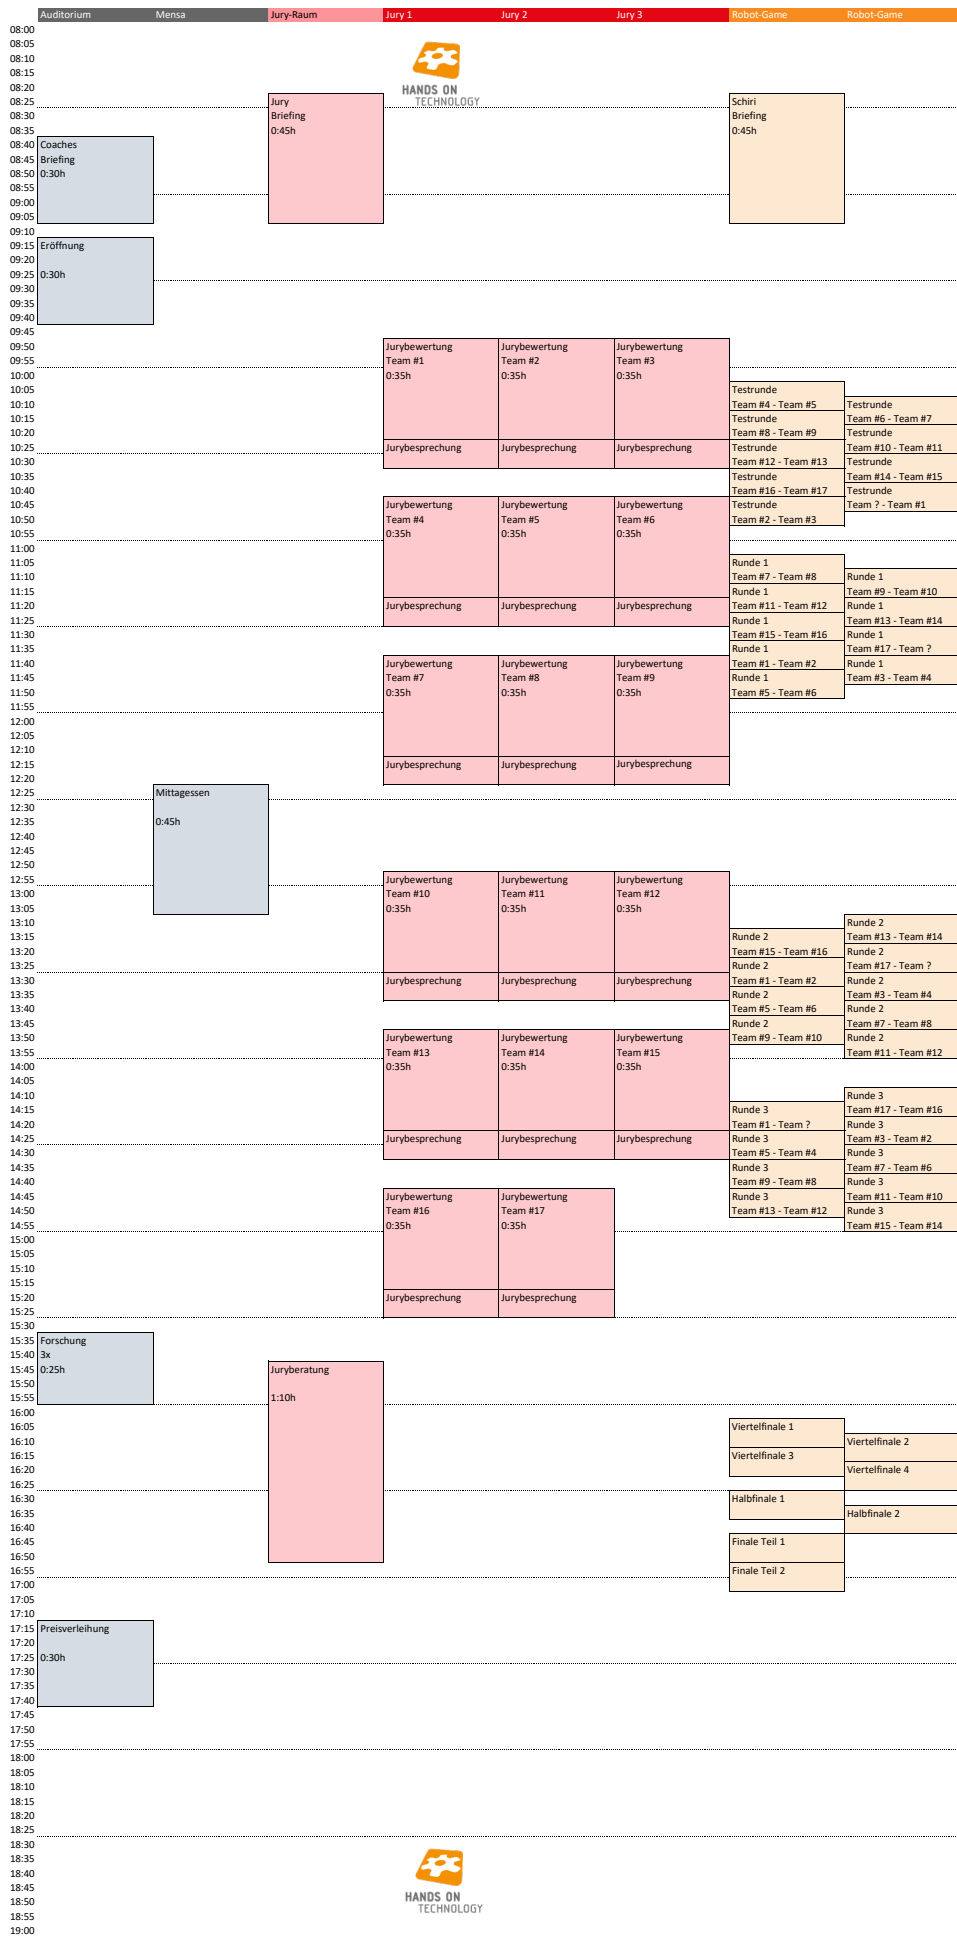 Auditorium Mensa Jury-Raum Jury 1 Jury 2 Jury 3 Robot-Game Robot-Game
08:00
08:05
08:10
08:15
08:20
HANDS ON
TECHNOLOGY
08:25 Jury Schiri
08:30 Briefing Briefing
08:35 0:45h 0:45h
08:40 Coaches
08:45 Briefing
08:50 0:30h
08:55
09:00
09:05
09:10
09:15 Eröffnung
09:20
09:25 0:30h
09:30
09:35
09:40
09:45
09:50 Jurybewertung Jurybewertung Jurybewertung
09:55 Team #1 Team #2 Team #3
10:00 0:35h 0:35h 0:35h
10:05 Testrunde
10:10 Team #4 - Team #5 Testrunde
10:15 Testrunde Team #6 - Team #7
10:20 Team #8 - Team #9 Testrunde
10:25 Jurybesprechung Jurybesprechung Jurybesprechung Testrunde Team #10 - Team #11
10:30 Team #12 - Team #13 Testrunde
10:35 Testrunde Team #14 - Team #15
10:40 Team #16 - Team #17 Testrunde
10:45 Jurybewertung Jurybewertung Jurybewertung Testrunde Team ? - Team #1
10:50 Team #4 Team #5 Team #6 Team #2 - Team #3
10:55 0:35h 0:35h 0:35h
11:00
11:05 Runde 1
11:10 Team #7 - Team #8 Runde 1
11:15 Runde 1 Team #9 - Team #10
11:20 Jurybesprechung Jurybesprechung Jurybesprechung Team #11 - Team #12 Runde 1
11:25 Runde 1 Team #13 - Team #14
11:30 Team #15 - Team #16 Runde 1
11:35 Runde 1 Team #17 - Team ?
11:40 Jurybewertung Jurybewertung Jurybewertung Team #1 - Team #2 Runde 1
11:45 Team #7 Team #8 Team #9 Runde 1 Team #3 - Team #4
11:50 0:35h 0:35h 0:35h Team #5 - Team #6
11:55
12:00
12:05
12:10
12:15 Jurybesprechung Jurybesprechung Jurybesprechung
12:20
12:25 Mittagessen
12:30
12:35 0:45h
12:40
12:45
12:50
12:55 Jurybewertung Jurybewertung Jurybewertung
13:00 Team #10 Team #11 Team #12
13:05 0:35h 0:35h 0:35h
13:10 Runde 2
13:15 Runde 2 Team #13 - Team #14
13:20 Team #15 - Team #16 Runde 2
13:25 Runde 2 Team #17 - Team ?
13:30 Jurybesprechung Jurybesprechung Jurybesprechung Team #1 - Team #2 Runde 2
13:35 Runde 2 Team #3 - Team #4
13:40 Team #5 - Team #6 Runde 2
13:45 Runde 2 Team #7 - Team #8
13:50 Jurybewertung Jurybewertung Jurybewertung Team #9 - Team #10 Runde 2
13:55 Team #13 Team #14 Team #15 Team #11 - Team #12
14:00 0:35h 0:35h 0:35h
14:05
14:10 Runde 3
14:15 Runde 3 Team #17 - Team #16
14:20 Team #1 - Team ? Runde 3
14:25 Jurybesprechung Jurybesprechung Jurybesprechung Runde 3 Team #3 - Team #2
14:30 Team #5 - Team #4 Runde 3
14:35 Runde 3 Team #7 - Team #6
14:40 Team #9 - Team #8 Runde 3
14:45 Jurybewertung Jurybewertung Runde 3 Team #11 - Team #10
14:50 Team #16 Team #17 Team #13 - Team #12 Runde 3
14:55 0:35h 0:35h Team #15 - Team #14
15:00
15:05
15:10
15:15
15:20 Jurybesprechung Jurybesprechung
15:25
15:30
15:35 Forschung
15:40 3x
15:45 0:25h Juryberatung
15:50
15:55 1:10h
16:00
16:05 Viertelfinale 1
16:10 Viertelfinale 2
16:15 Viertelfinale 3
16:20 Viertelfinale 4
16:25
16:30 Halbfinale 1
16:35 Halbfinale 2
16:40
16:45 Finale Teil 1
16:50
16:55 Finale Teil 2
17:00
17:05
17:10
17:15 Preisverleihung
17:20
17:25 0:30h
17:30
17:35
17:40
17:45
17:50
17:55
18:00
18:05
18:10
18:15
18:20
18:25
18:30
18:35
18:40
18:45
18:50
18:55
19:00
HANDS ON
TECHNOLOGY